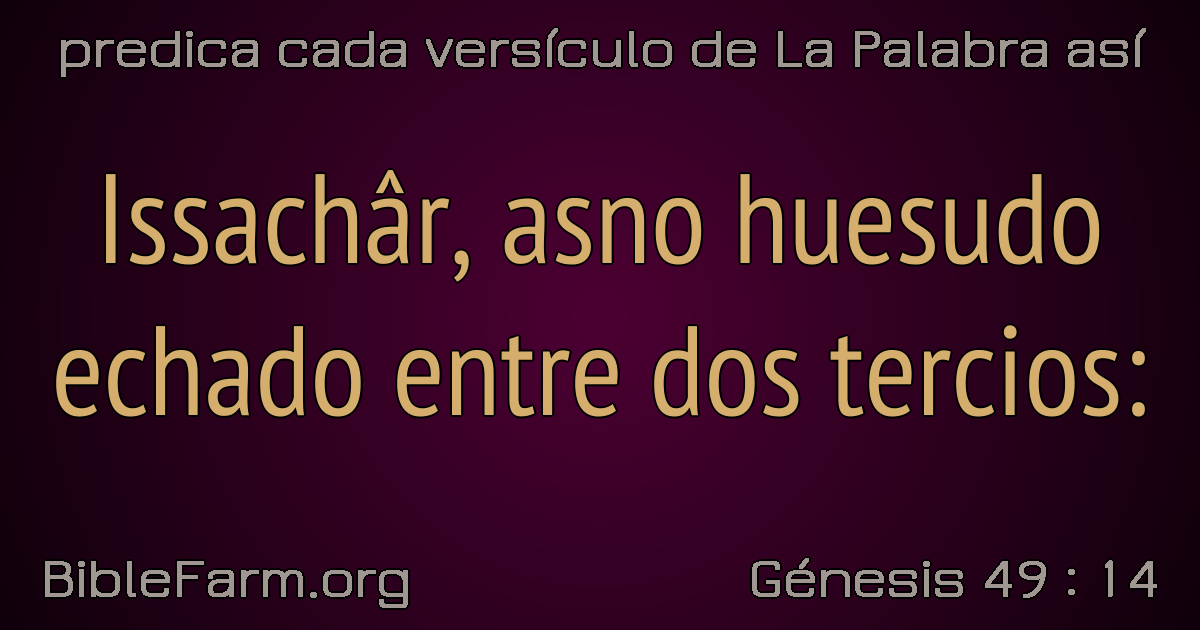 predica cada versículo de La Palabra así
Issachâr, asno huesudo
echado entre dos tercios:
BibleFarm.org
Génesis 49 : 14